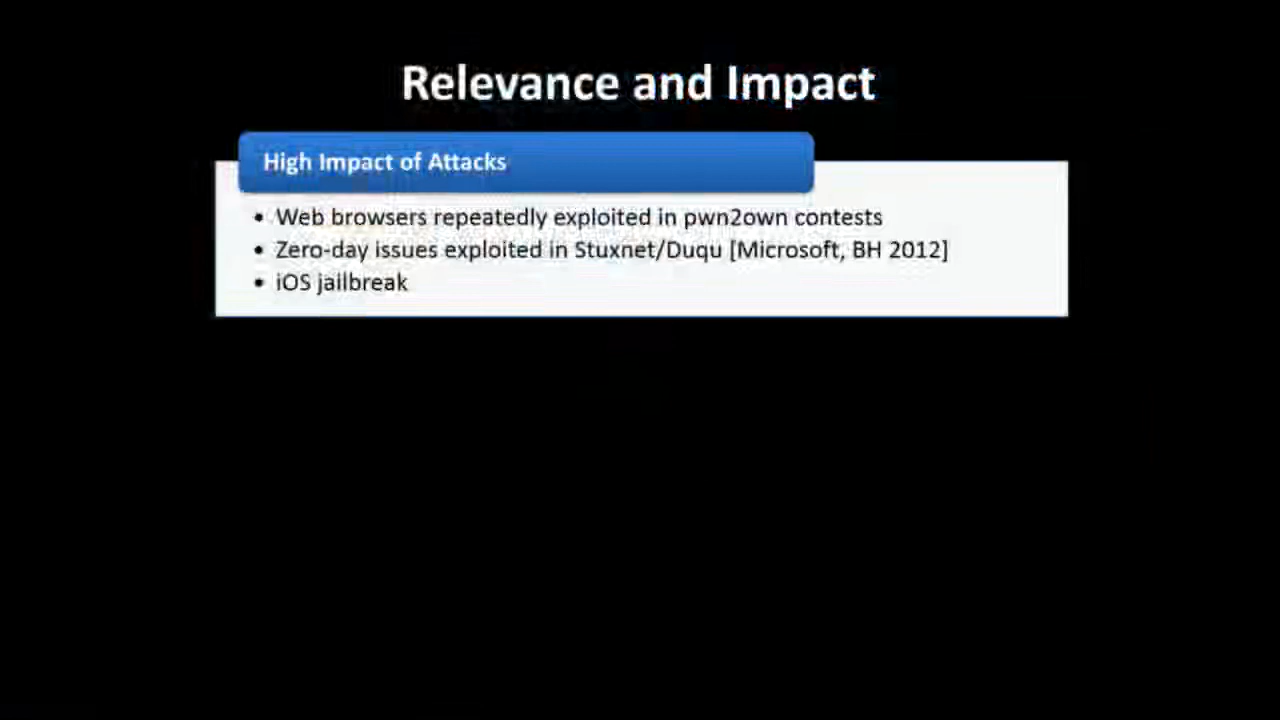 Relevance and Impact
High Impact of Attacks
• Web browsers repeatedly exploited in pwn2own contests
• Zero-day issues exploited in Stuxnet/Duqu [Microsoft, BH 2012]
• iOS jailbreak